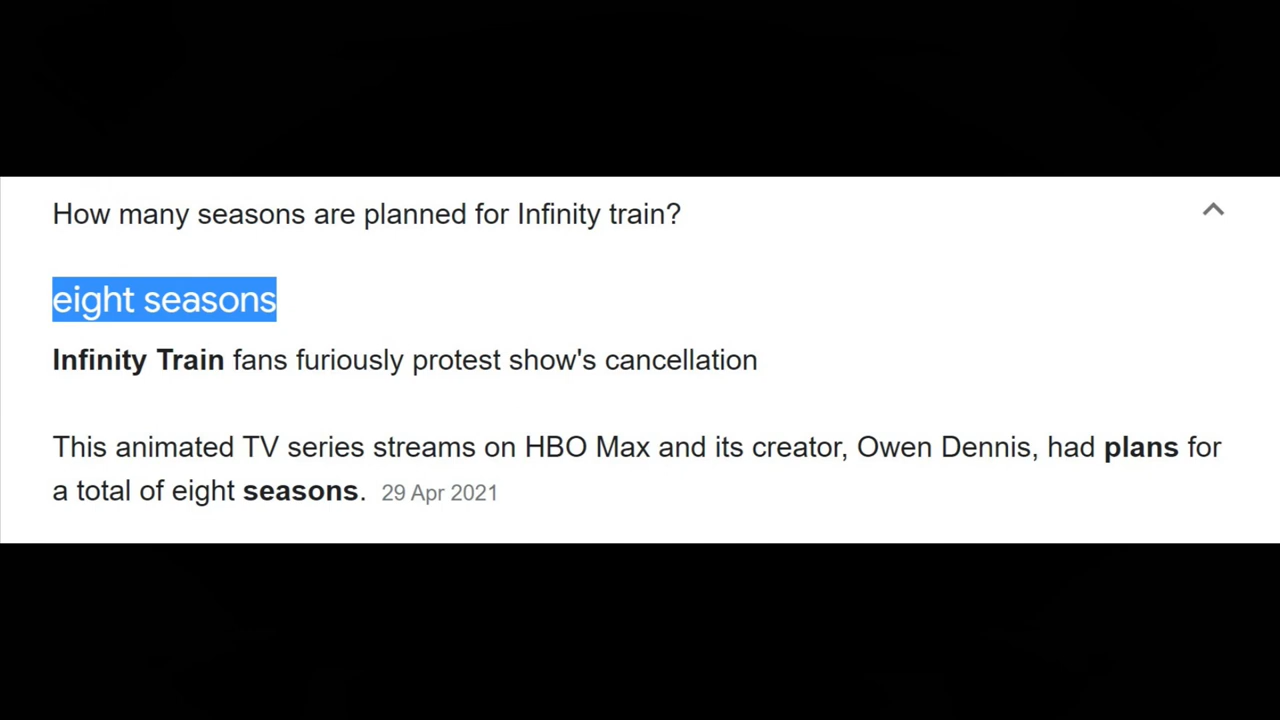 How many seasons are planned for Infinity train?
eight seasons
Infinity Train fans furiously protest show's cancellation
This animated TV series streams on HBO Max and its creator, Owen Dennis, had plans for
a total of eight seasons. 29 Apr 2021